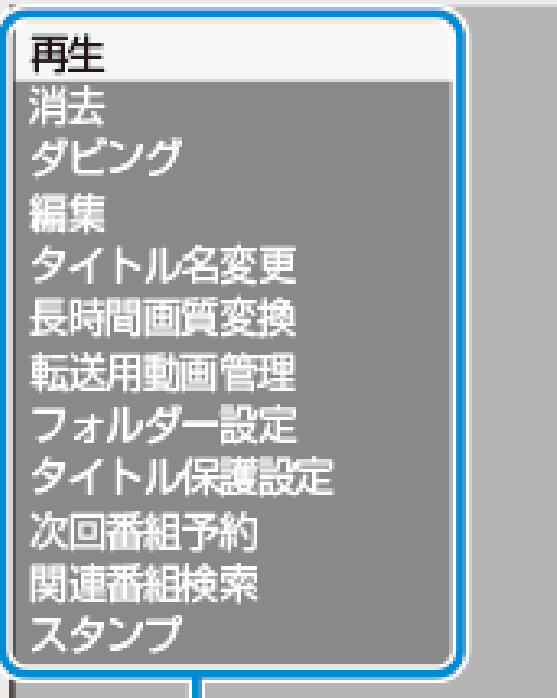 再生
消去
ダビング
編集
タイトル名変更
長時間画質変換
転送用動画管理
フォルダー設定
タイトル保護設定
次回番組予約
関連番組検索
スタンプ